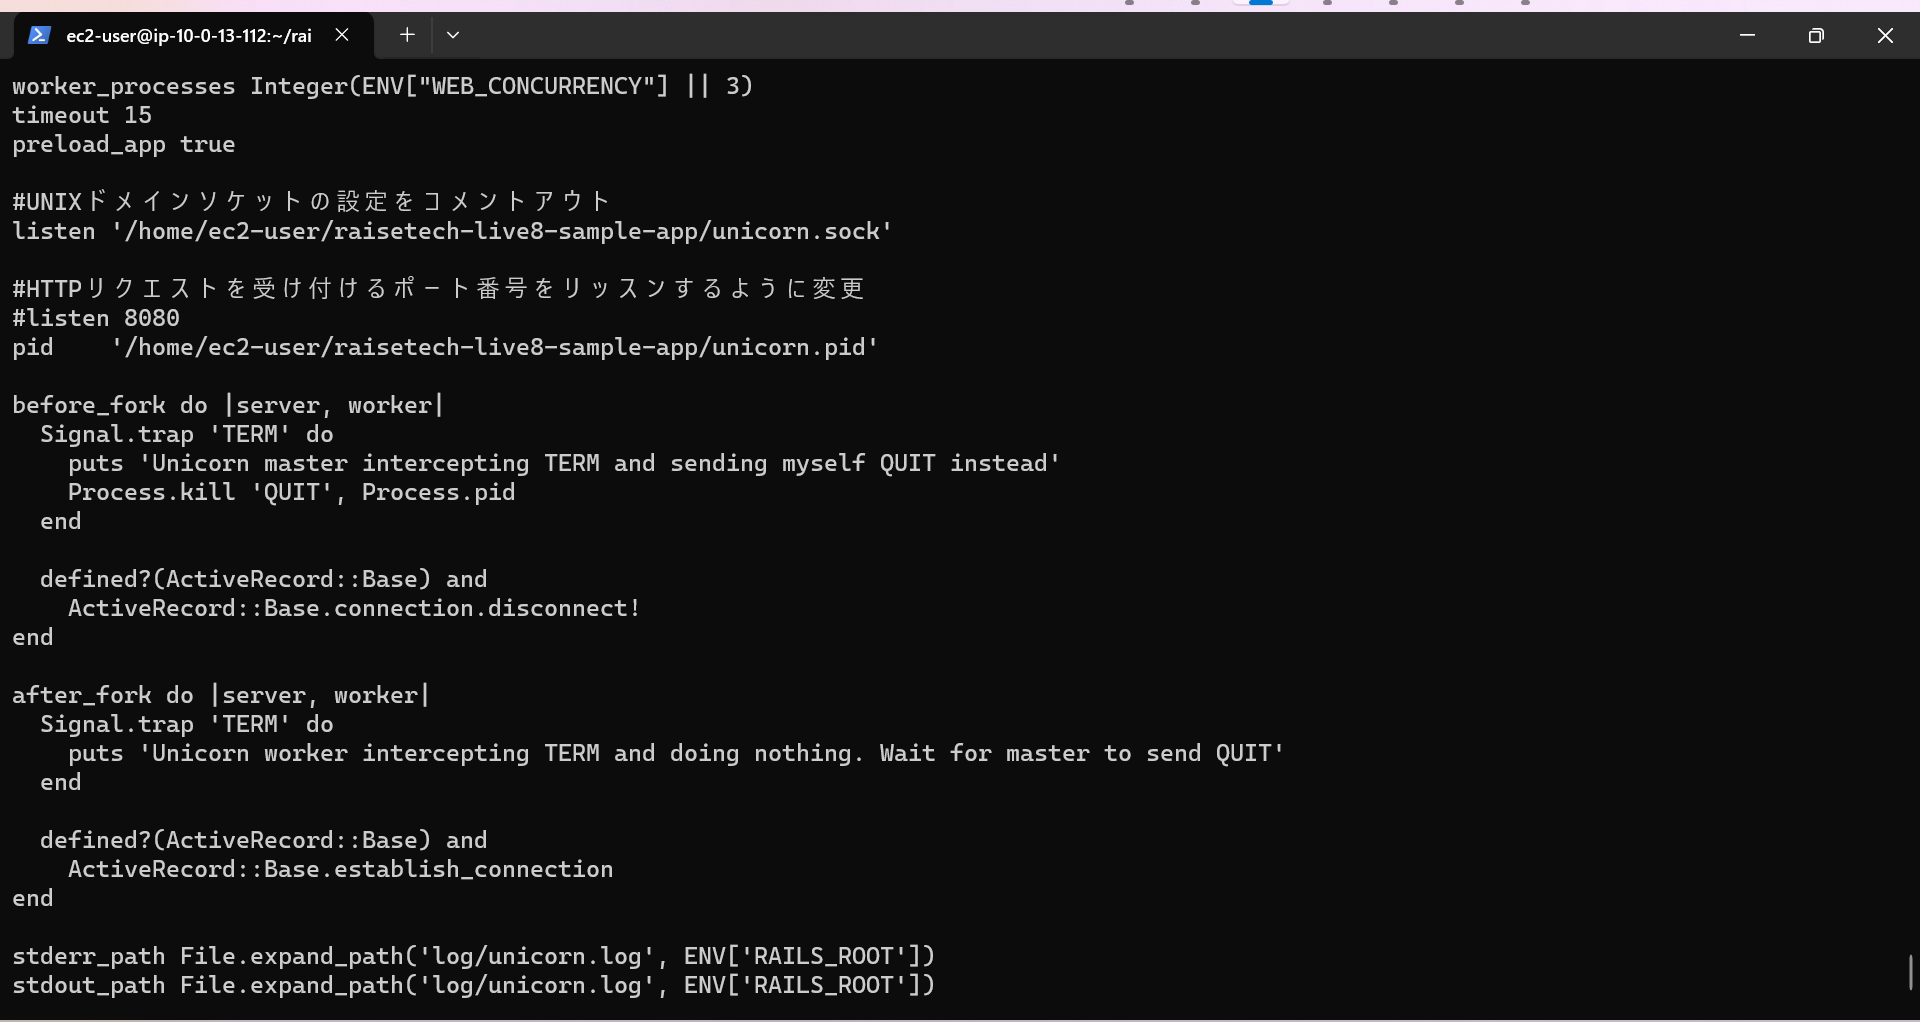 ec2-user@ip-10-0-13-112:~/rai
worker_processes Integer(ENV["WEB_CONCURRENCY"] || 3)
timeout 15
preload_app true
#UNIXドメインソケットの設定をコメントアウト
listen '/home/ec2-user/raisetech-live8-sample-app/unicorn.sock'
#HTTPリクエストを受け付けるポート番号をリッスンするように変更
#listen 8080
pid    '/home/ec2-user/raisetech-live8-sample-app/unicorn.pid'
before_fork do |server, worker|
  Signal.trap 'TERM' do
    puts 'Unicorn master intercepting TERM and sending myself QUIT instead'
    Process.kill 'QUIT', Process.pid
  end
  defined?(ActiveRecord::Base) and
    ActiveRecord::Base.connection.disconnect!
end
after_fork do |server, worker|
  Signal.trap 'TERM' do
    puts 'Unicorn worker intercepting TERM and doing nothing. Wait for master to send QUIT'
  end
  defined?(ActiveRecord::Base) and
    ActiveRecord::Base.establish_connection
end
stderr_path File.expand_path('log/unicorn.log', ENV['RAILS_ROOT'])
stdout_path File.expand_path('log/unicorn.log', ENV['RAILS_ROOT'])